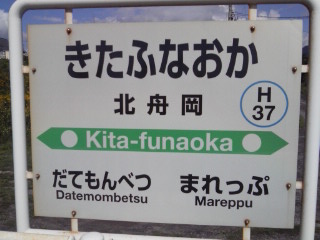 きたふなおか
北舟岡
H
37
Kita-funaoka
だてもんべつ
Datemombetsu
まれっぷ
Mareppu